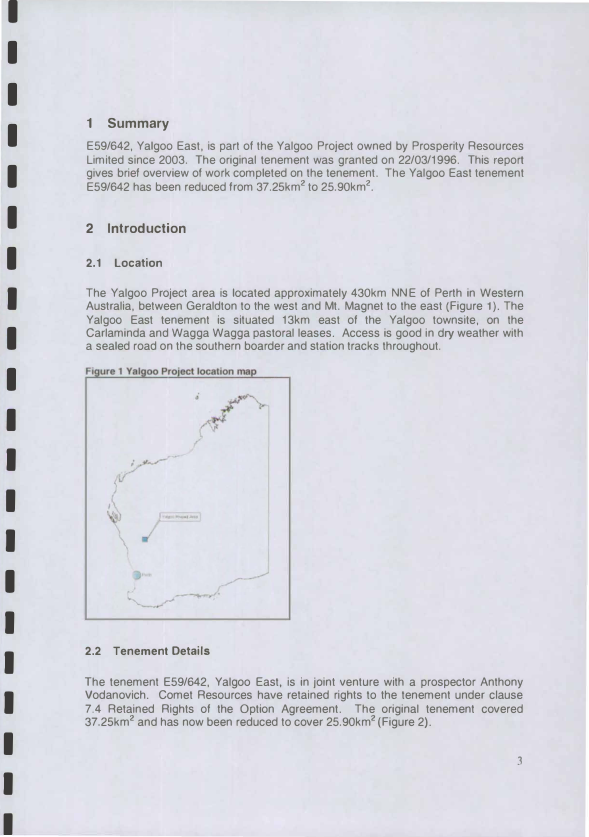 1 Summary
E59/642, Yalgoo East, is part of the Yalgoo Project owned by Prosperity Resources
Limited since 2003. The original tenement was granted on 22/03/1996. This report
gives brief overview of work completed on the tenement. The Yalgoo East tenement
E59/642 has been reduced from 37.25km² to 25.90km².
2 Introduction
2.1 Location
The Yalgoo Project area is located approximately 430km NNE of Perth in Western
Australia, between Geraldton to the west and Mt. Magnet to the east (Figure 1). The
Yalgoo East tenement is situated 13km east of the Yalgoo townsite, on the
Carlaminda and Wagga Wagga pastoral leases. Access is good in dry weather with
a sealed road on the southern boarder and station tracks throughout.
Figure 1 Yalgoo Project location map
Yalgoo Project Area
Perth
2.2 Tenement Details
The tenement E59/642, Yalgoo East, is in joint venture with a prospector Anthony
Vodanovich. Comet Resources have retained rights to the tenement under clause
7.4 Retained Rights of the Option Agreement. The original tenement covered
37.25km² and has now been reduced to cover 25.90km² (Figure 2).
3